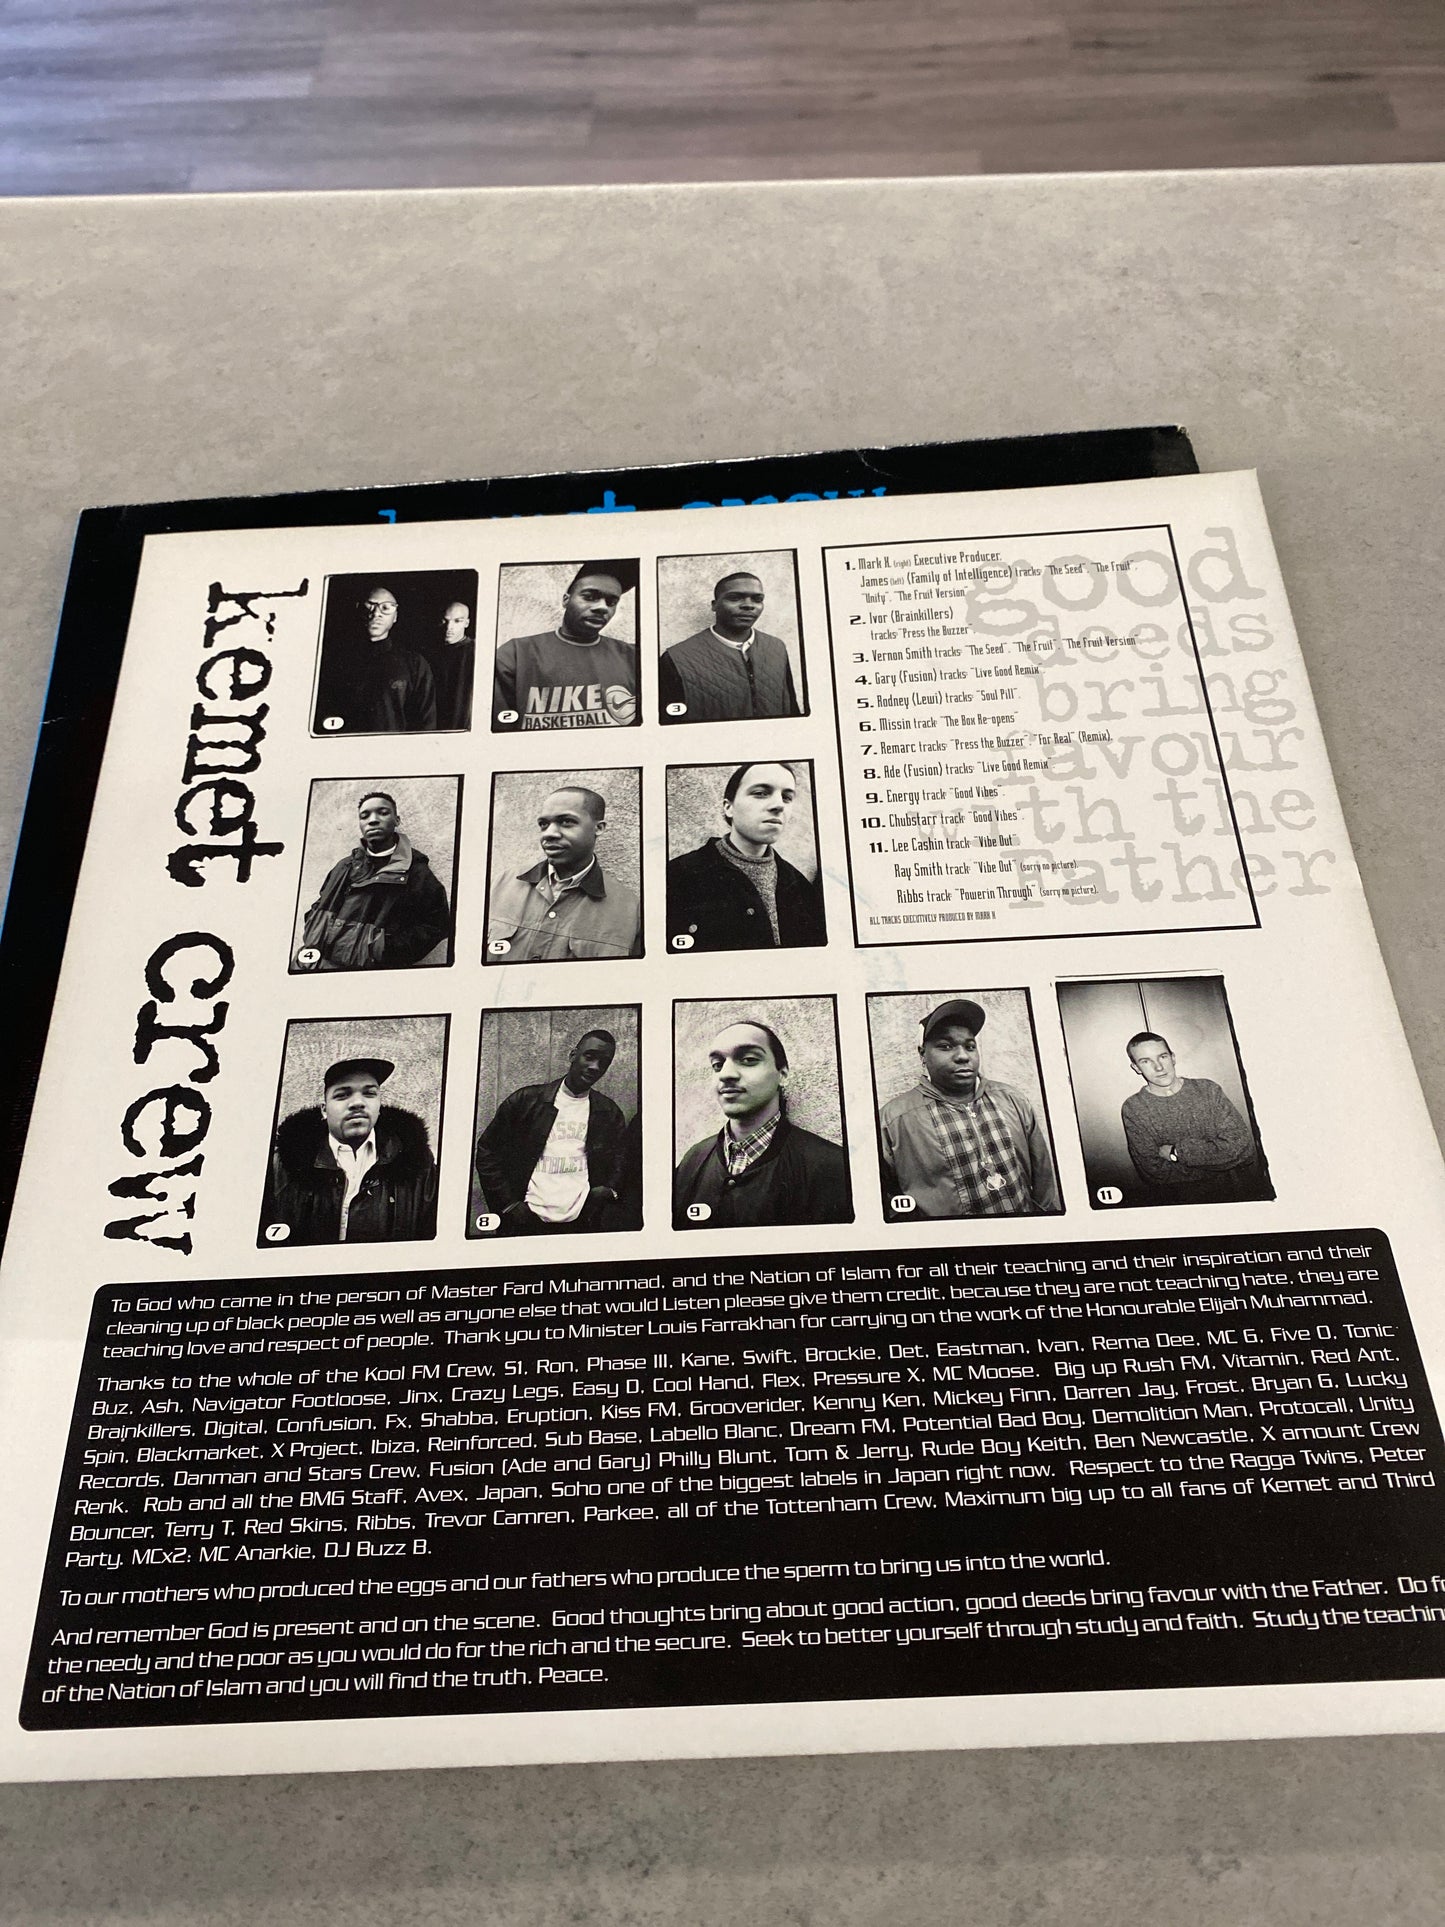 kemet crew
NIKE
BASKETBALL
1
2
3
4
5
6
7
8
9
10
11
1. Mark X. (right) Executive Producer.
James (left) (Family of Intelligence) tracks "The Seed". "The Fruit".
"Unity". "The Fruit Version"
2. Ivor (Brainkillers)
tracks "Press the Buzzer".
3. Vernon Smith tracks "The Seed". "The Fruit". "The Fruit Version".
4. Gary (Fusion) tracks "Live Good Remix".
5. Rodney (Lewi) tracks "Soul Pill".
6. Missin track "The Box Re-opens"
7. Remarc tracks "Press the Buzzer". "For Real" (Remix).
8. Ade (Fusion) tracks "Live Good Remix".
9. Energy track "Good Vibes".
10. Chubstarr track "Good Vibes".
11. Lee Cashin track "Vibe Out"
Ray Smith track "Vibe Out" (sorry no picture).
Ribbs track "Powerin Through" (sorry no picture).
ALL TRACKS EXECUTIVELY PRODUCED BY MARK X
good
deeds
bring
favour
with the
Father
To God who came in the person of Master Fard Muhammad, and the Nation of Islam for all their teaching and their inspiration and their
cleaning up of black people as well as anyone else that would Listen please give them credit, because they are not teaching hate, they are
teaching love and respect of people. Thank you to Minister Louis Farrakhan for carrying on the work of the Honourable Elijah Muhammad.
Thanks to the whole of the Kool FM Crew, S1, Ron, Phase III, Kane, Swift, Brockie, Det, Eastman, Ivan, Rema Dee, MC G, Five O, Tonic
Buz, Ash, Navigator Footloose, Jinx, Crazy Legs, Easy D, Cool Hand, Flex, Pressure X, MC Moose. Big up Rush FM, Vitamin, Red Ant,
Brainkillers, Digital, Confusion, Fx, Shabba, Eruption, Kiss FM, Grooverider, Kenny Ken, Mickey Finn, Darren Jay, Frost, Bryan G, Lucky
Spin, Blackmarket, X Project, Ibiza, Reinforced, Sub Base, Labello Blanc, Dream FM, Potential Bad Boy, Demolition Man, Protocall, Unity
Records, Danman and Stars Crew, Fusion (Ade and Gary) Philly Blunt, Tom & Jerry, Rude Boy Keith, Ben Newcastle, X amount Crew
Renk. Rob and all the BMG Staff, Avex, Japan, Soho one of the biggest labels in Japan right now. Respect to the Ragga Twins, Peter
Bouncer, Terry T, Red Skins, Ribbs, Trevor Camren, Parkee, all of the Tottenham Crew, Maximum big up to all fans of Kemet and Third
Party. MCx2: MC Anarkie, DJ Buzz B.
To our mothers who produced the eggs and our fathers who produce the sperm to bring us into the world.
And remember God is present and on the scene. Good thoughts bring about good action, good deeds bring favour with the Father. Do
the needy and the poor as you would do for the rich and the secure. Seek to better yourself through study and faith. Study the
of the Nation of Islam and you will find the truth. Peace.